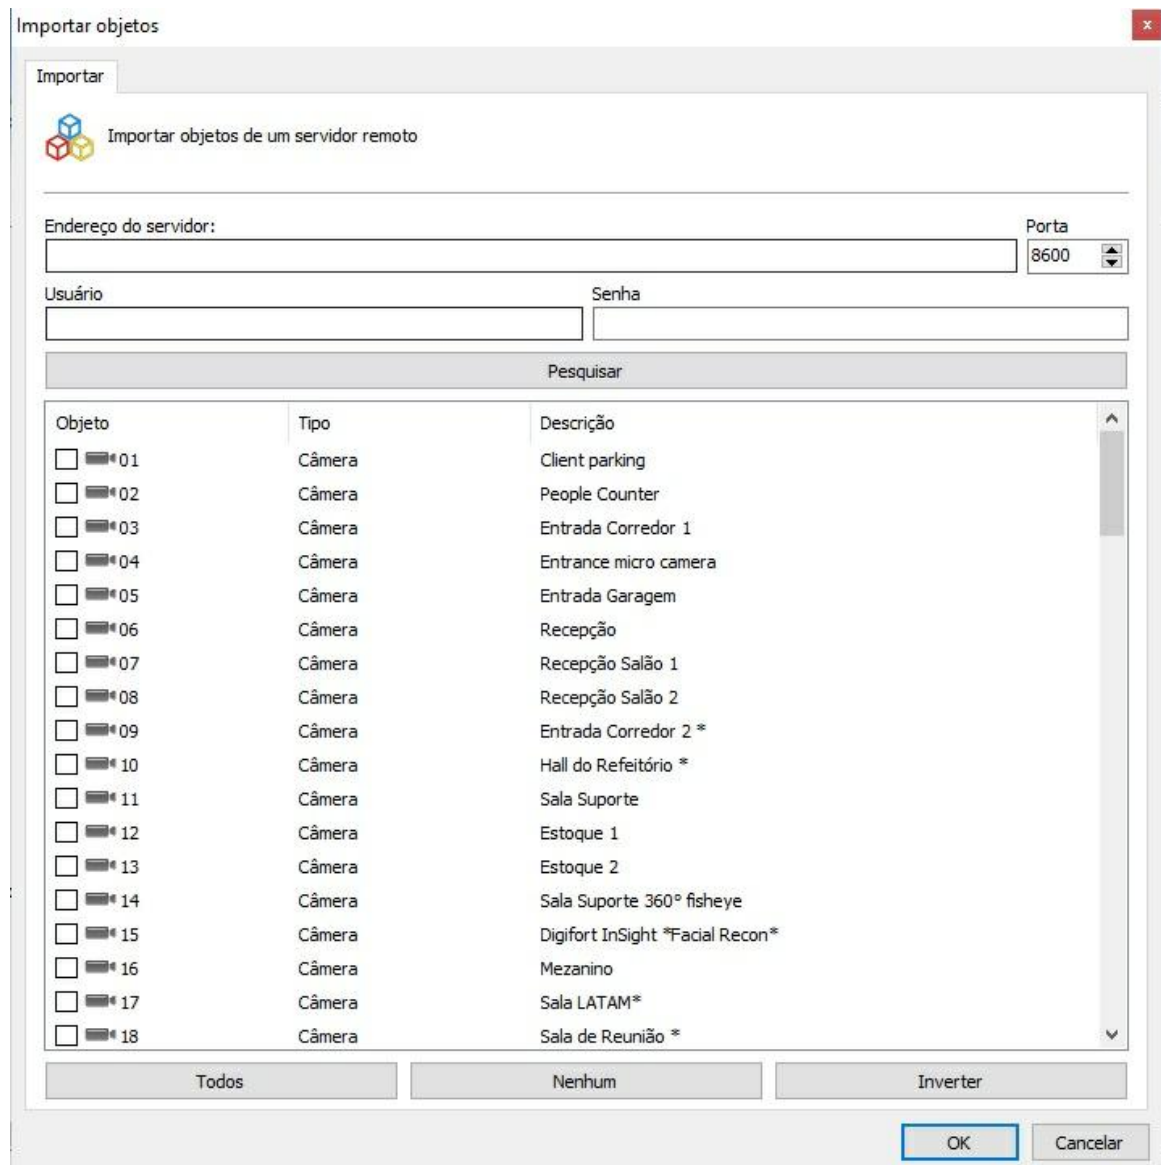 Importar objetos
x
Importar
Importar objetos de um servidor remoto
Endereço do servidor: Porta
8600
Usuário Senha
Pesquisar
Objeto Tipo Descrição
01 Câmera Client parking
02 Câmera People Counter
03 Câmera Entrada Corredor 1
04 Câmera Entrance micro camera
05 Câmera Entrada Garagem
06 Câmera Recepção
07 Câmera Recepção Salão 1
08 Câmera Recepção Salão 2
09 Câmera Entrada Corredor 2 *
10 Câmera Hall do Refeitório *
11 Câmera Sala Suporte
12 Câmera Estoque 1
13 Câmera Estoque 2
14 Câmera Sala Suporte 360° fisheye
15 Câmera Digifort InSight *Facial Recon*
16 Câmera Mezanino
17 Câmera Sala LATAM*
18 Câmera Sala de Reunião *
Todos Nenhum Inverter
OK Cancelar